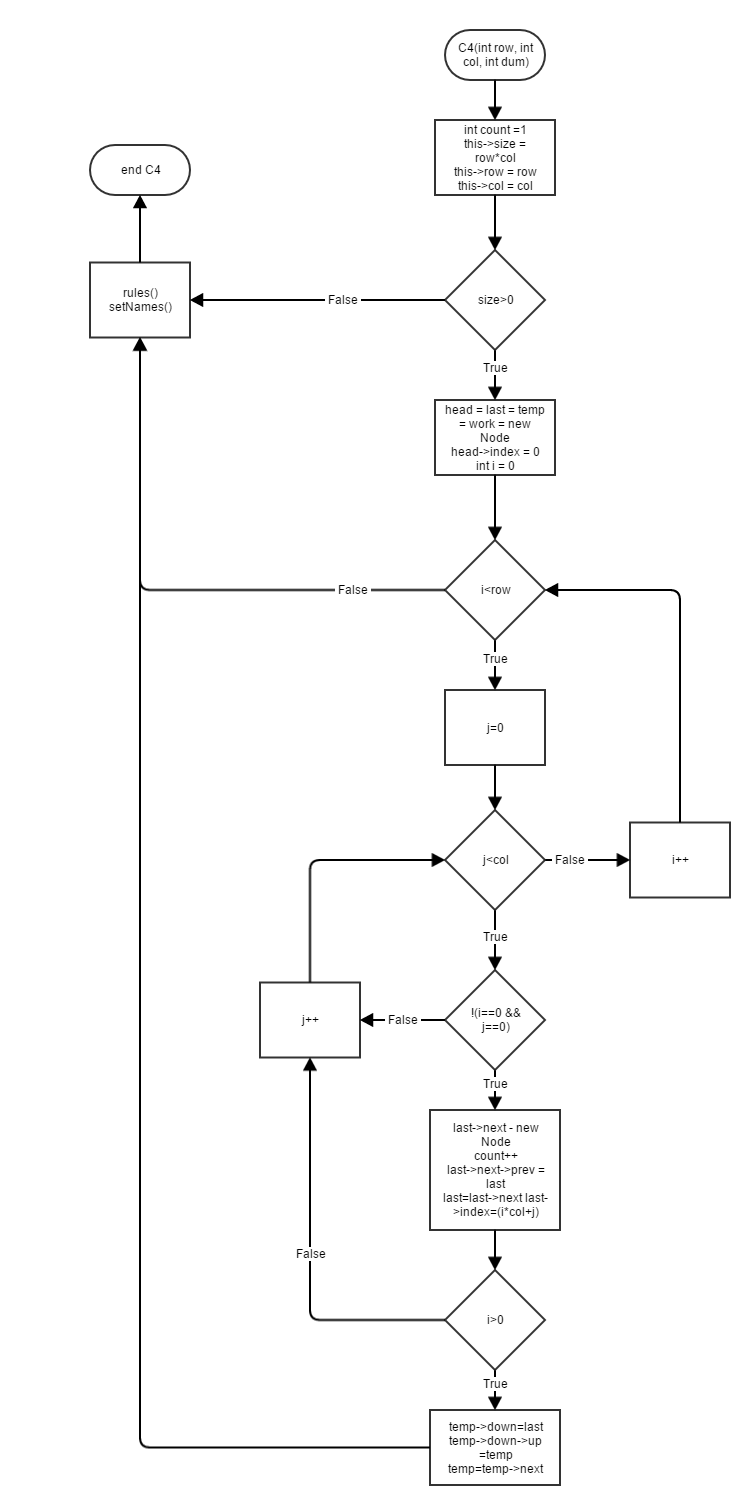 C4(int row, int
col, int dum)
int count =1
this->size =
row*col
this->row = row
this->col = col
end C4
rules()
setNames()
False
size>0
True
head = last = temp
= work = new
Node
head->index = 0
int i = 0
False
i<row
True
j=0
j<col
False
i++
True
j++
False
!(i==0 &&
j==0)
True
last->next - new
Node
count++
last->next->prev =
last
last=last->next last-
>index=(i*col+j)
False
i>0
True
temp->down=last
temp->down->up
=temp
temp=temp->next